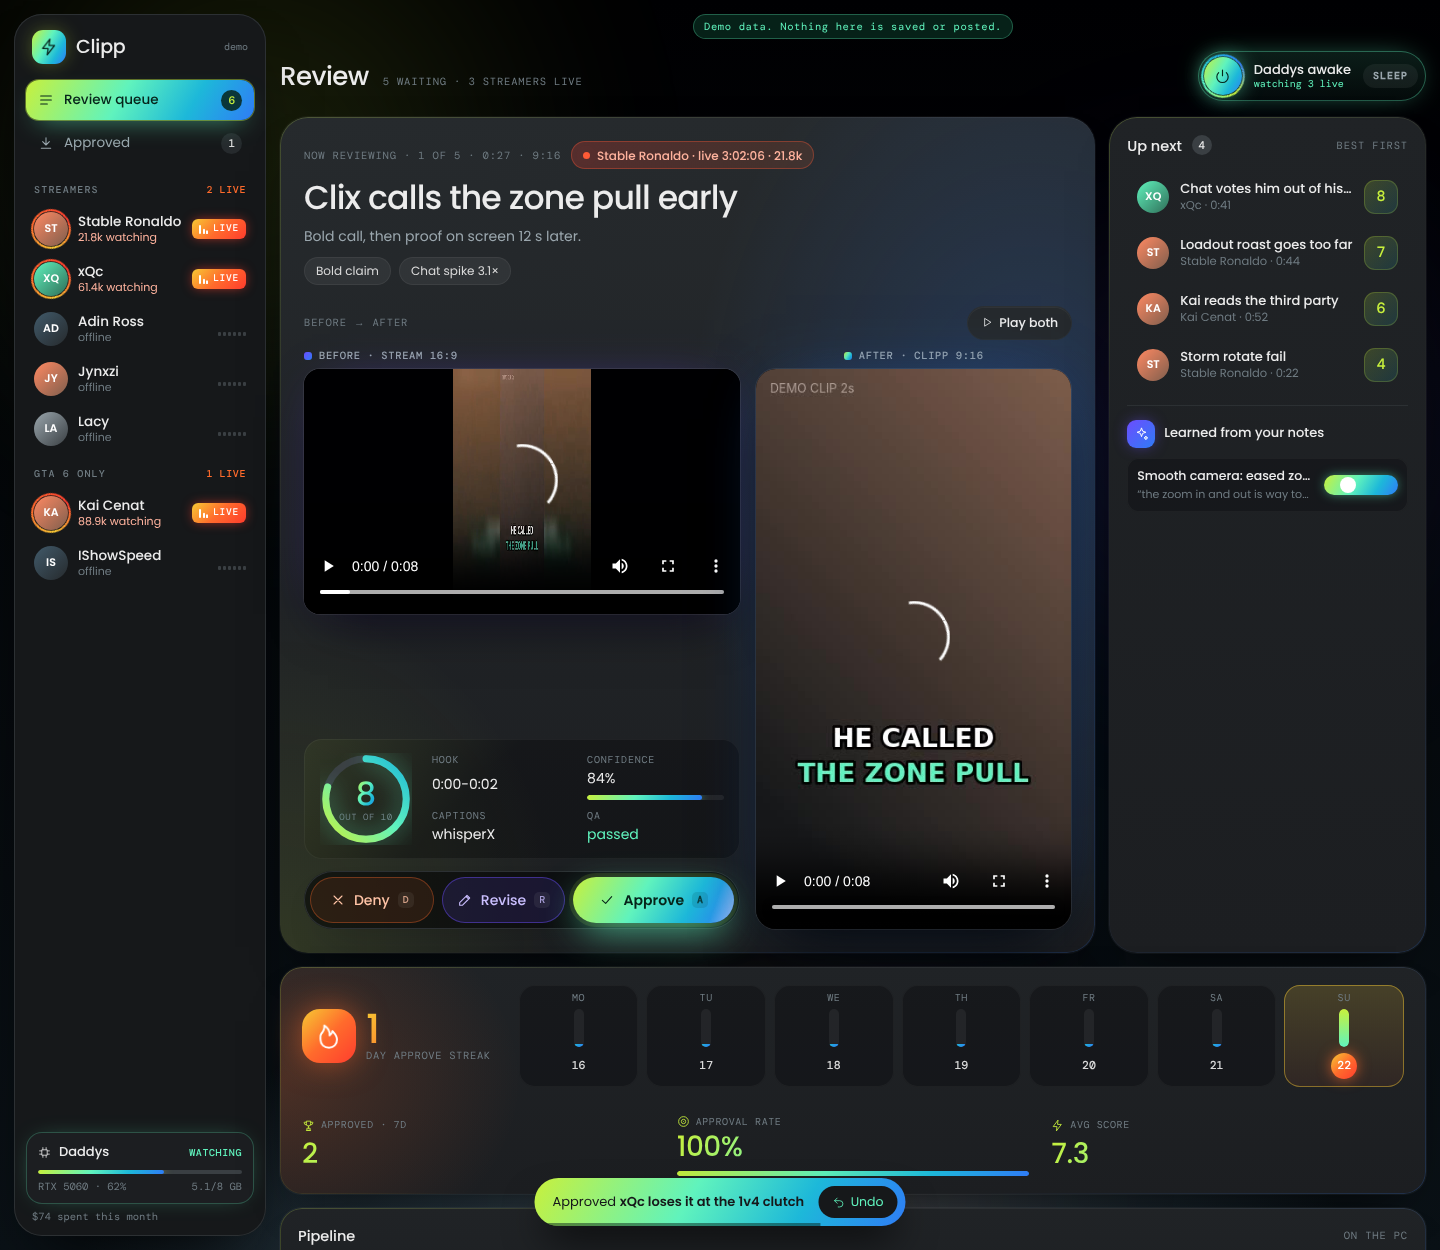 Clipp
demo
Review queue
6
Approved
1
STREAMERS
2 LIVE
ST
Stable Ronaldo
21.8k watching
LIVE
XQ
xQc
61.4k watching
LIVE
AD
Adin Ross
offline
JY
Jynxzi
offline
LA
Lacy
offline
GTA 6 ONLY
1 LIVE
KA
Kai Cenat
88.9k watching
LIVE
IS
IShowSpeed
offline
Daddys
WATCHING
RTX 5060 · 62%
5.1/8 GB
$74 spent this month
Demo data. Nothing here is saved or posted.
Review
5 WAITING · 3 STREAMERS LIVE
Daddys awake
watching 3 live
SLEEP
NOW REVIEWING · 1 OF 5 · 0:27 · 9:16
Stable Ronaldo · live 3:02:06 · 21.8k
Clix calls the zone pull early
Bold call, then proof on screen 12 s later.
Bold claim
Chat spike 3.1×
BEFORE → AFTER
Play both
BEFORE · STREAM 16:9
HE CALLED
THE ZONE PULL
0:00 / 0:08
AFTER · CLIPP 9:16
DEMO CLIP 2s
HE CALLED
THE ZONE PULL
0:00 / 0:08
8
OUT OF 10
HOOK
0:00–0:02
CONFIDENCE
84%
CAPTIONS
whisperX
QA
passed
Deny D
Revise R
Approve A
Up next 4
BEST FIRST
XQ
Chat votes him out of his…
xQc · 0:41
8
ST
Loadout roast goes too far
Stable Ronaldo · 0:44
7
KA
Kai reads the third party
Kai Cenat · 0:52
6
ST
Storm rotate fail
Stable Ronaldo · 0:22
4
Learned from your notes
Smooth camera: eased zo…
“the zoom in and out is way to…
1
DAY APPROVE STREAK
MO
16
TU
17
WE
18
TH
19
FR
20
SA
21
SU
22
APPROVED · 7D
2
APPROVAL RATE
100%
AVG SCORE
7.3
Approved xQc loses it at the 1v4 clutch
Undo
Pipeline
ON THE PC